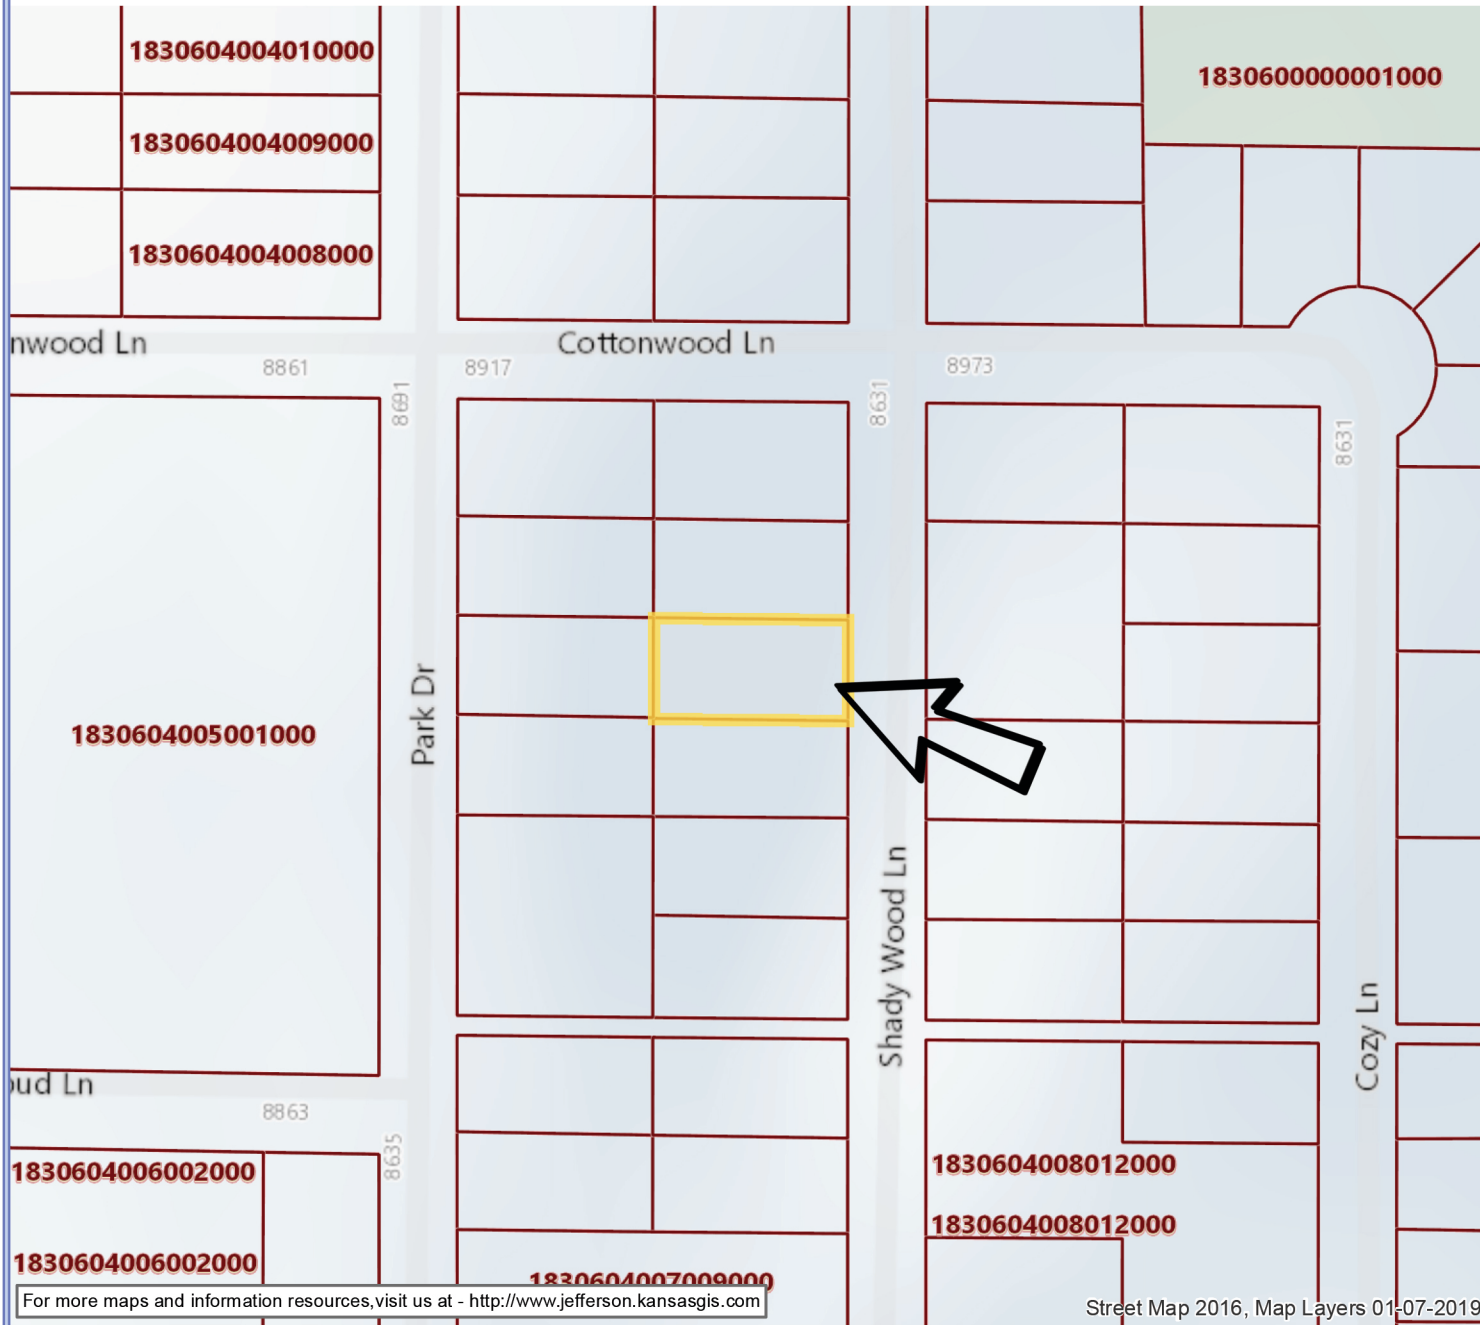 1830604004010000
1830600000001000
1830604004009000
1830604004008000
nwood Ln
Cottonwood Ln
8861
8917
8973
8691
8631
8631
Park Dr
1830604005001000
Shady Wood Ln
Cozy Ln
oud Ln
8863
8635
1830604006002000
1830604008012000
1830604008012000
1830604006002000
1830604007009000
For more maps and information resources,visit us at - http://www.jefferson.kansasgis.com
Street Map 2016, Map Layers 01-07-2019